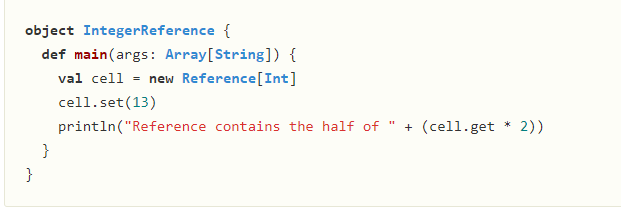 object IntegerReference {
  def main(args: Array[String]) {
    val cell = new Reference[Int]
    cell.set(13)
    println("Reference contains the half of " + (cell.get * 2))
  }
}